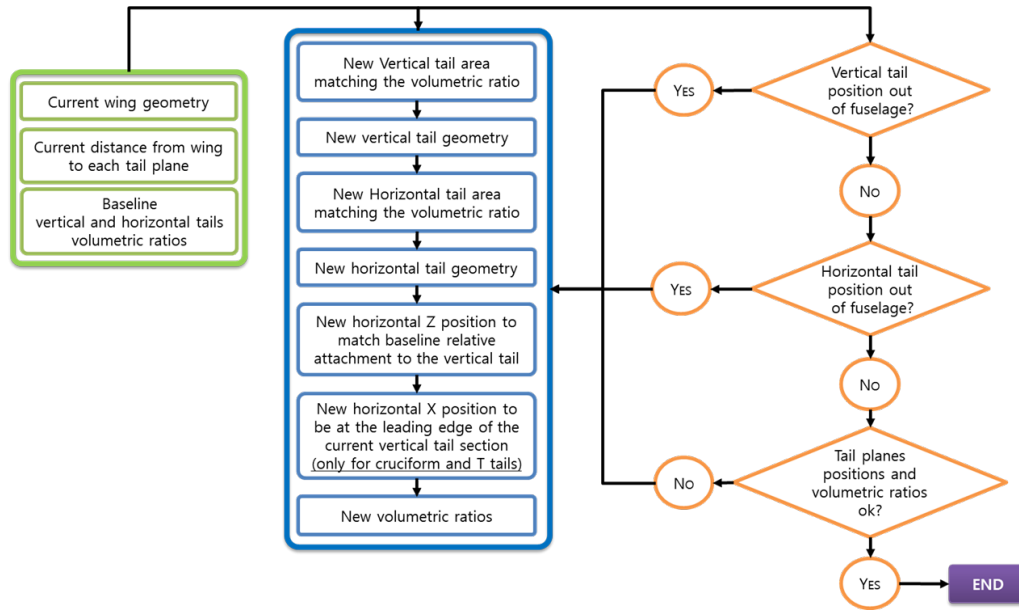 Current wing geometry
Current distance from wing
to each tail plane
Baseline
vertical and horizontal tails
volumetric ratios
New Vertical tail area
matching the volumetric ratio
New vertical tail geometry
New Horizontal tail area
matching the volumetric ratio
New horizontal tail geometry
New horizontal Z position to
match baseline relative
attachment to the vertical tail
New horizontal X position to
be at the leading edge of the
current vertical tail section
(only for cruciform and T tails)
New volumetric ratios
Vertical tail
position out
of fuselage?
YES
No
Horizontal tail
position out
of fuselage?
YES
No
Tail planes
positions and
volumetric ratios
ok?
No
YES
END